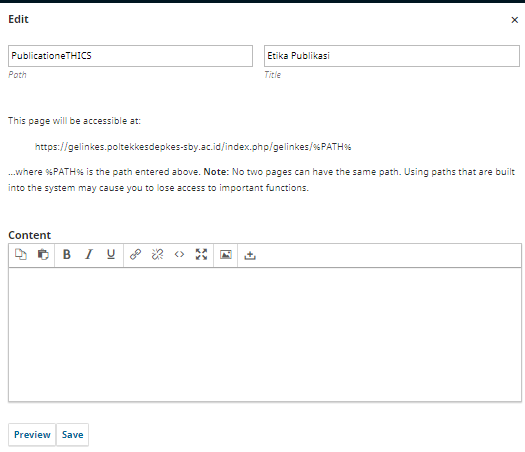 Edit
×
PublicationeTHICS
Etika Publikasi
Path
Title
This page will be accessible at:
https://gelinkes.poltekkesdepkes-sby.ac.id/index.php/gelinkes/%PATH%
...where %PATH% is the path entered above. Note: No two pages can have the same path. Using paths that are built
into the system may cause you to lose access to important functions.
Content
B I U
Preview Save